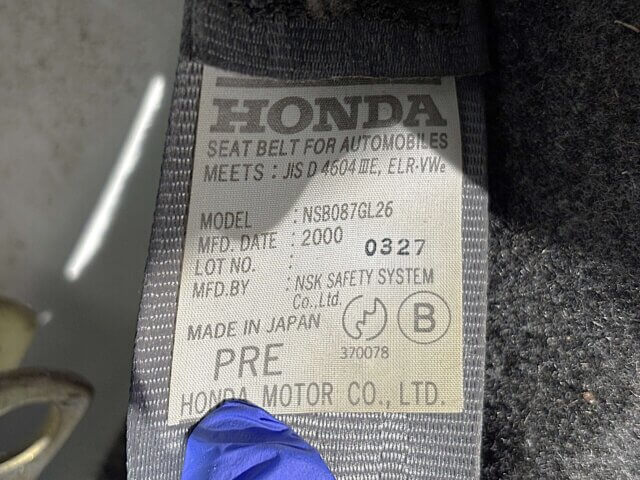 HONDA
SEAT BELT FOR AUTOMOBILES
MEETS : JIS D 4604 ⅢE, ELR-VWe
MODEL : NSB087GL26
MFD. DATE : 2000 0327
LOT NO. :
MFD.BY : NSK SAFETY SYSTEM
Co., Ltd.
MADE IN JAPAN
B
370078
PRE
HONDA MOTOR CO., LTD.